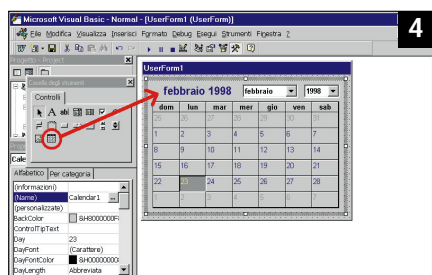 Microsoft Visual Basic - Normal - [UserForm1 (UserForm)]
4
File Modifica Visualizza Inserisci Formato Debug Esegui Strumenti Finestra ?
Progetto - Project
UserForm1
Casella degli strumenti
Controlli
febbraio 1998 febbraio 1998
dom lun mar mer gio ven sab
25 26 27 28 29 30 31
1 2 3 4 5 6 7
8 9 10 11 12 13 14
15 16 17 18 19 20 21
22 23 24 25 26 27 28
1 2 3 4 5 6 7
Cale
Alfabetico Per categoria
(Informazioni)
(Name) Calendar1 ...
(personalizzate)
BackColor &H8000000F&
ControlTipText
Day 23
DayFont (Carattere)
DayFontColor &H8000000
DayLength Abbreviata